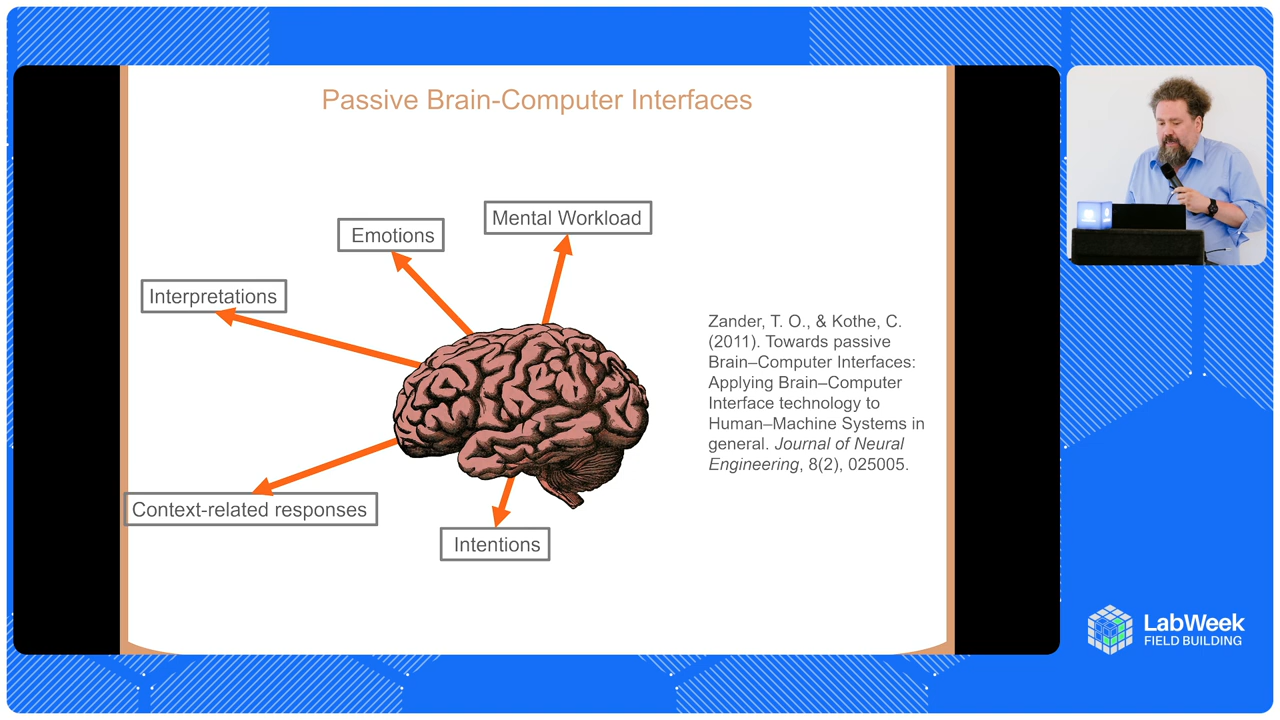 Passive Brain-Computer Interfaces
Mental Workload
Emotions
Interpretations
Zander, T. O., & Kothe, C.
(2011). Towards passive
Brain–Computer Interfaces:
Applying Brain–Computer
Interface technology to
Human–Machine Systems in
general. Journal of Neural
Engineering, 8(2), 025005.
Context-related responses
Intentions
LabWeek
FIELD BUILDING